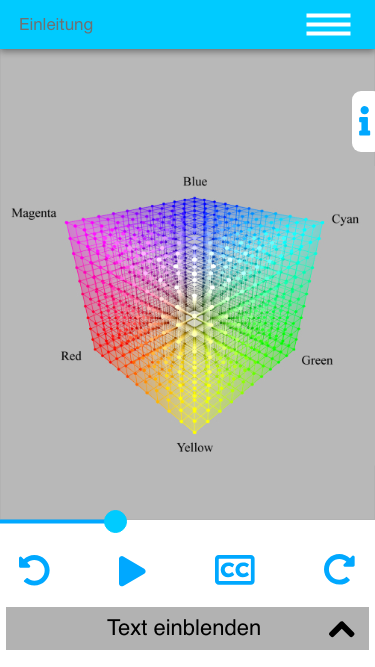 Einleitung
i
Blue
Magenta
Cyan
Red
Green
Yellow
CC
Text einblenden